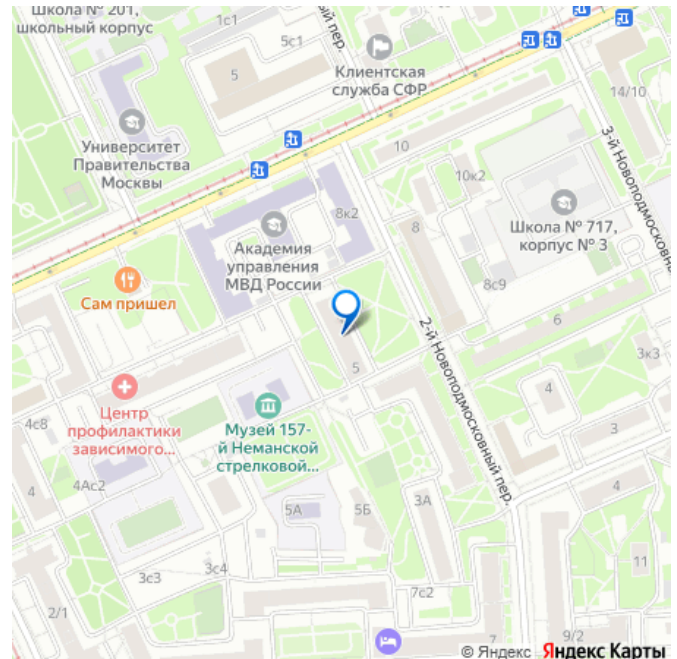 Школа № 201,
школьный корпус
1с1
5с1
5
Клиентская
служба СФР
14/10
Университет
Правительства
Москвы
10
10к2
3-й Новоподмосковный
8к2
Академия
управления
МВД России
8
Школа № 717,
корпус № 3
8с9
Сам пришел
6
3к3
5
2-й Новоподмосковный пер.
4
3
Центр
профилактики
зависимого...
Музей 157-
й Неманской
стрелковой...
4с8
4
4Ас2
4
5А
5Б
3А
3с3
3с4
2/1
7с2
11
7
9/2
© Яндекс Яндекс Карты